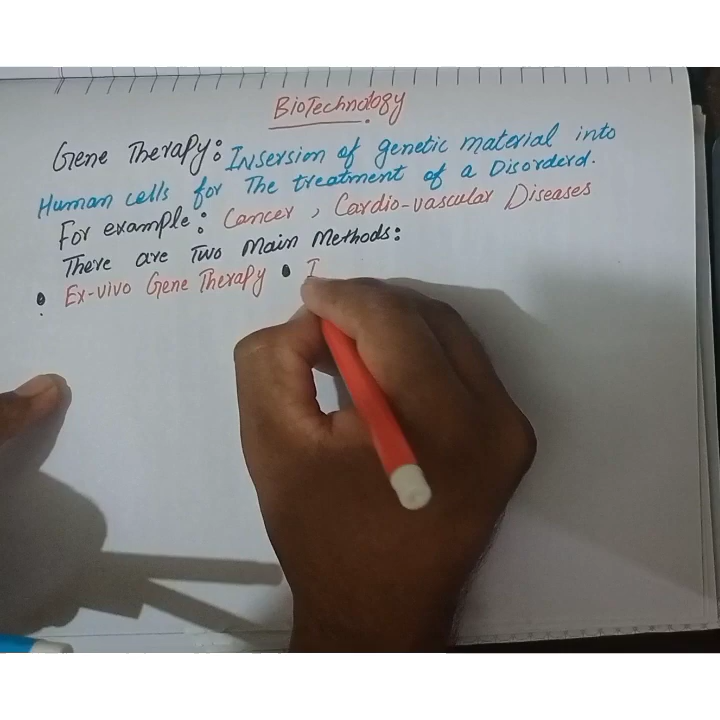 BioTechnology
Gene Therapy: Insersion of genetic material into
Human cells for The treatment of a Disorderd.
For example: Cancer, Cardio-vascular Diseases
There are Two Main Methods:
• Ex-vivo Gene Therapy • I